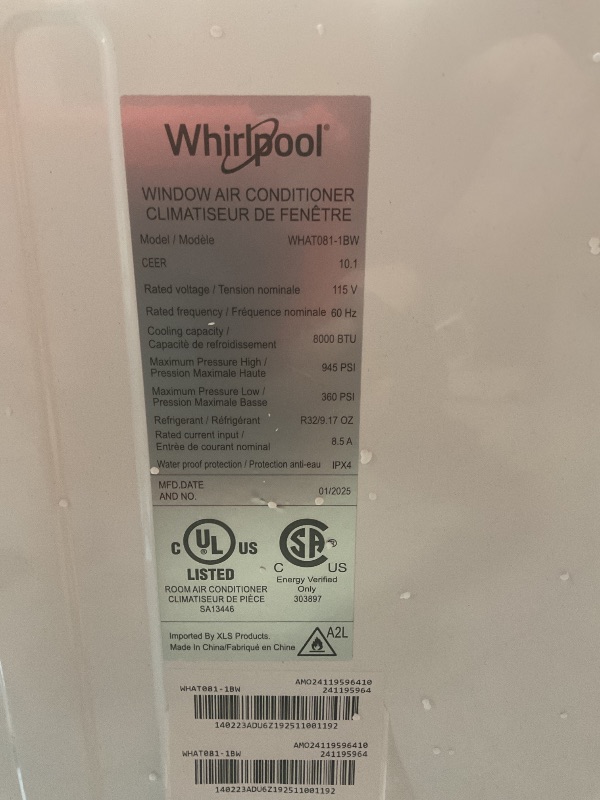 Whirlpool®
WINDOW AIR CONDITIONER
CLIMATISEUR DE FENÊTRE
Model / Modèle WHAT081-1BW
CEER 10.1
Rated voltage / Tension nominale 115 V
Rated frequency / Fréquence nominale 60 Hz
Cooling capacity /
Capacité de refroidissement 8000 BTU
Maximum Pressure High /
Pression Maximale Haute 945 PSI
Maximum Pressure Low /
Pression Maximale Basse 360 PSI
Refrigerant / Réfrigérant R32/9.17 OZ
Rated current input /
Entrée de courant nominal 8.5 A
Water proof protection / Protection anti-eau IPX4
MFD.DATE
AND NO. 01/2025
C UL® US
LISTED
ROOM AIR CONDITIONER
CLIMATISEUR DE PIÈCE
SA13446
SA
C US
Energy Verified
Only
303897
Imported By XLS Products.
Made In China/Fabriqué en Chine
A2L
AMO24119596410
WHAT081-1BW 241195964
140223ADU6Z192511001192
AMO24119596410
WHAT081-1BW 241195964
140223ADU6Z192511001192